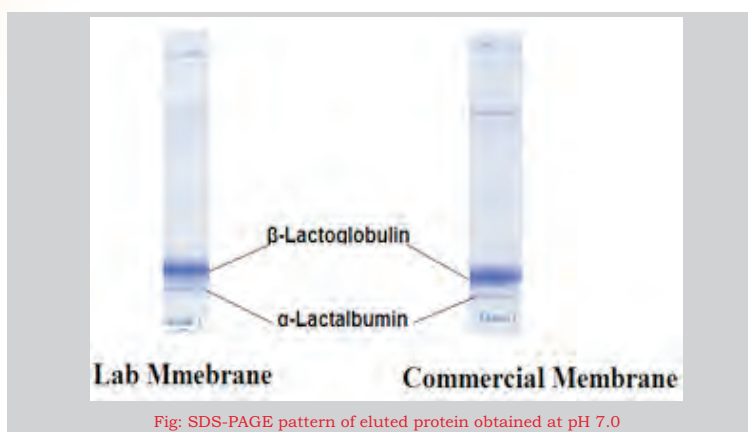 β-Lactoglobulin
α-Lactalbumin
Lab Mmebrane
Commercial Membrane
Fig: SDS-PAGE pattern of eluted protein obtained at pH 7.0